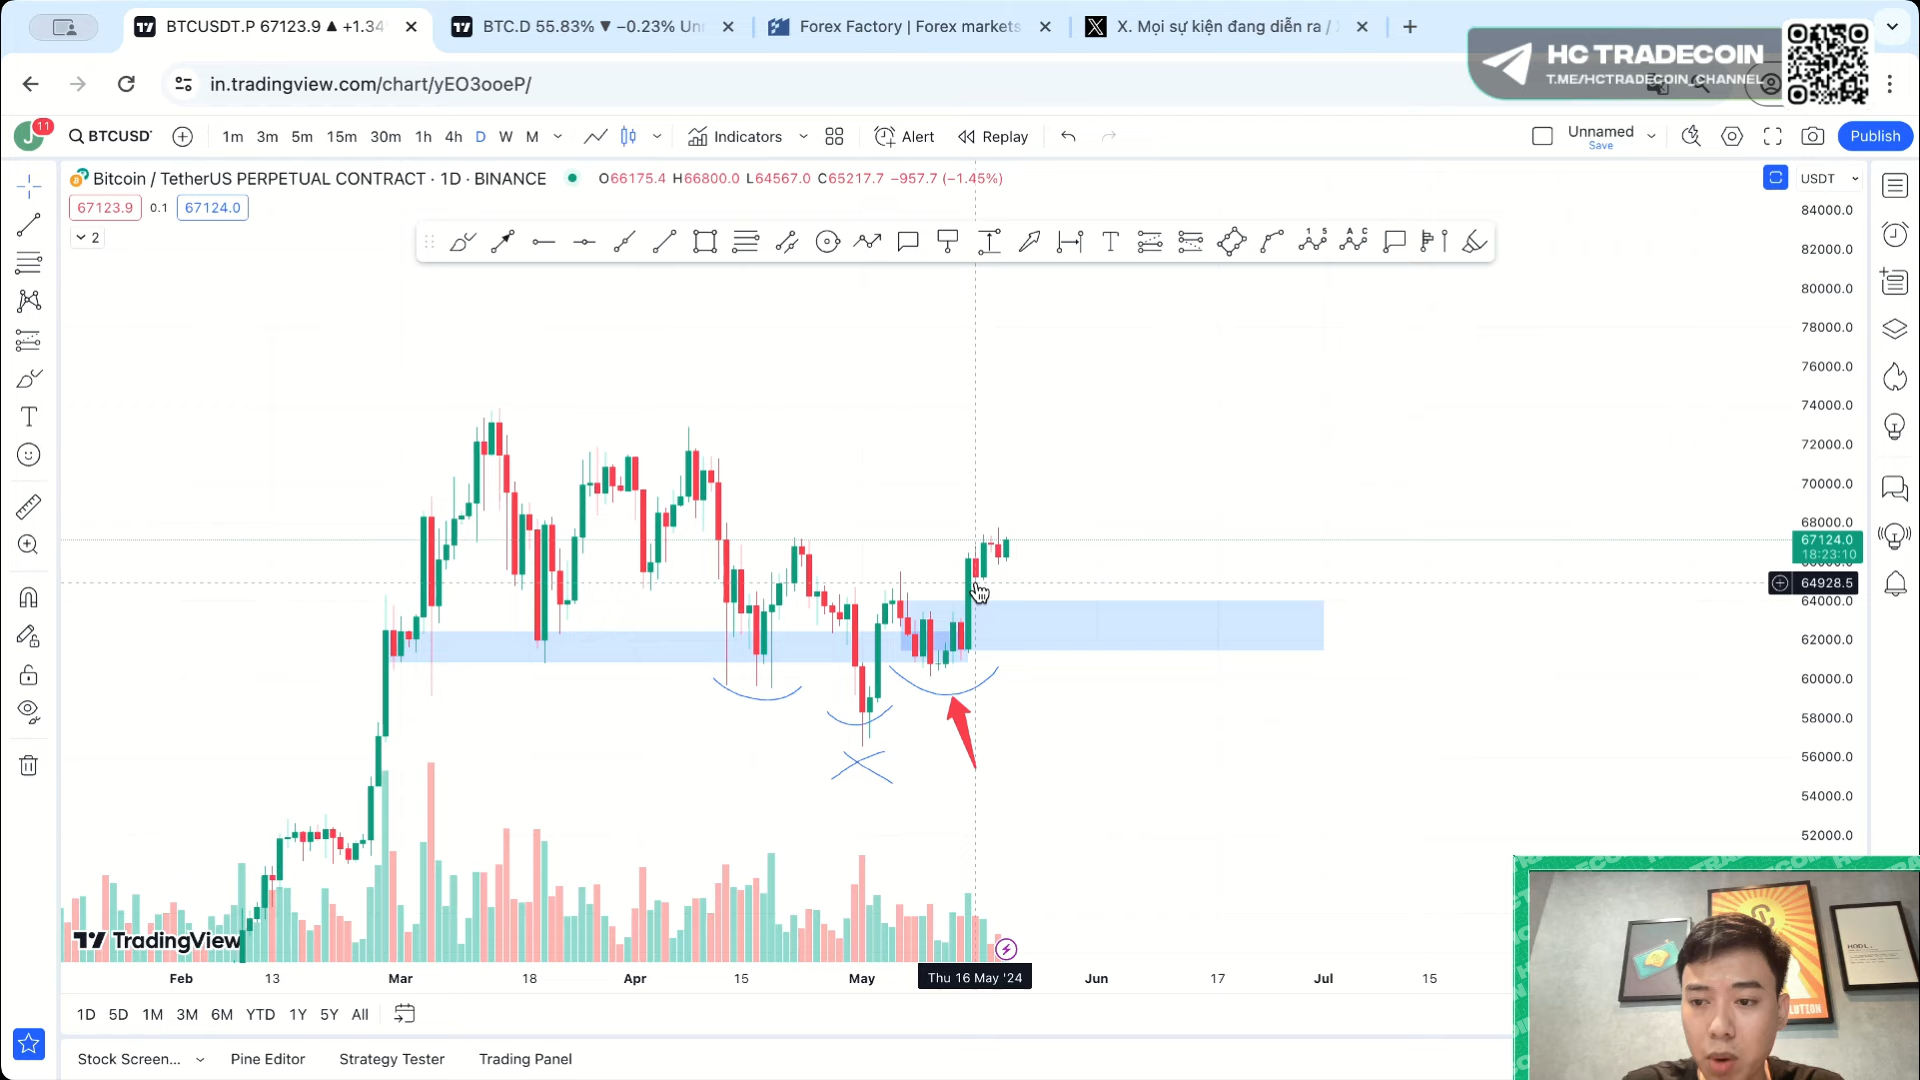 BTCUSDT.P 67123.9 ▲ +1.34
BTC.D 55.83% ▼ −0.23% Un
Forex Factory | Forex markets
X. Mọi sự kiện đang diễn ra /
HC TRADECOIN
T.ME/HCTRADECOIN_CHANNEL
in.tradingview.com/chart/yEO3ooeP/
J
11
BTCUSD
1m 3m 5m 15m 30m 1h 4h D W M
Indicators
Alert
Replay
Unnamed
Save
Publish
Bitcoin / TetherUS PERPETUAL CONTRACT · 1D · BINANCE
O66175.4 H66800.0 L64567.0 C65217.7 −957.7 (−1.45%)
USDT
67123.9 0.1 67124.0
2
84000.0
82000.0
80000.0
78000.0
76000.0
74000.0
72000.0
70000.0
68000.0
67124.0
18:23:10
64928.5
64000.0
62000.0
60000.0
58000.0
56000.0
54000.0
52000.0
TradingView
Feb 13 Mar 18 Apr 15 May Thu 16 May '24 Jun 17 Jul 15
1D 5D 1M 3M 6M YTD 1Y 5Y All
Stock Screen... Pine Editor Strategy Tester Trading Panel
HODL.